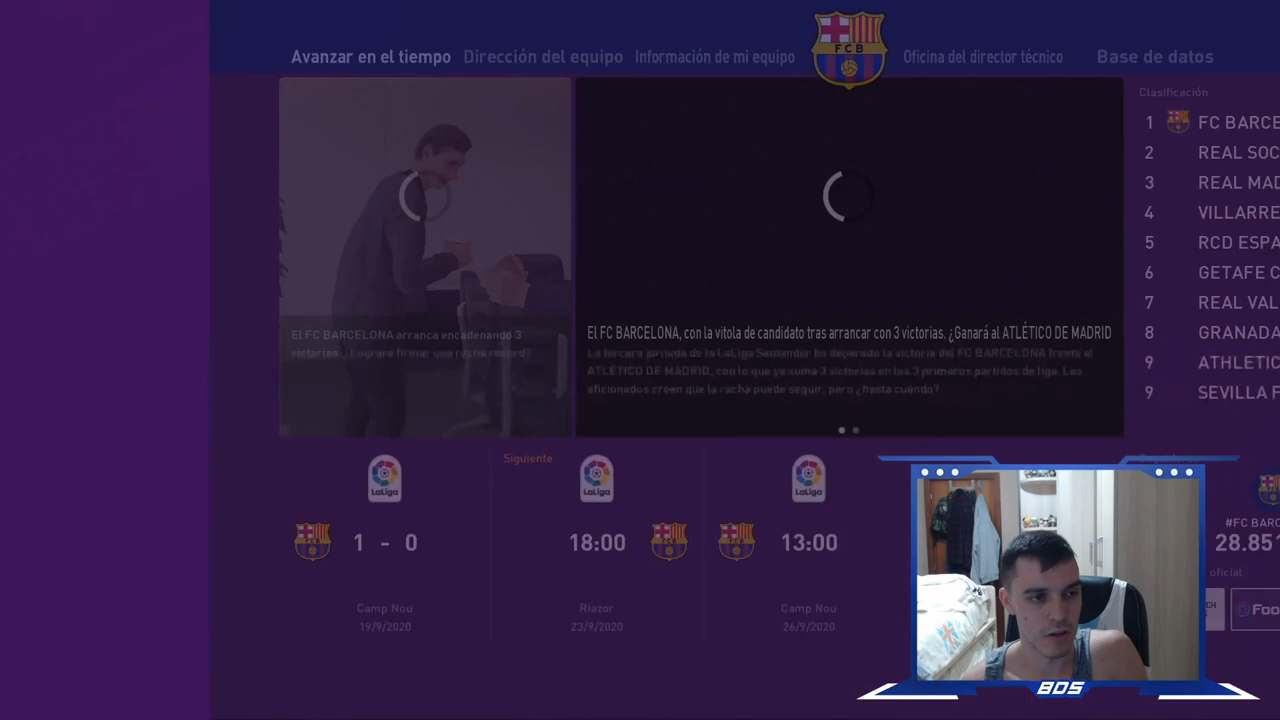 Avanzar en el tiempo
Dirección del equipo
Información de mi equipo
FCB
Oficina del director técnico
Base de datos
Clasificación
1 FC BARCE
2 REAL SOC
3 REAL MAD
4 VILLARRE
5 RCD ESPA
6 GETAFE C
7 REAL VAL
8 GRANADA
9 ATHLETIC
9 SEVILLA F
El FC BARCELONA arranca encadenando 3
victorias. ¿Logrará firmar una racha récord?
El FC BARCELONA, con la vitola de candidato tras arrancar con 3 victorias. ¿Ganará al ATLÉTICO DE MADRID
La tercera jornada de la LaLiga Santander ha deparado la victoria del FC BARCELONA frente al
ATLÉTICO DE MADRID, con lo que ya suma 3 victorias en los 3 primeros partidos de liga. Los
aficionados creen que la racha puede seguir, pero ¿hasta cuándo?
LaLiga
1 - 0
Camp Nou
19/9/2020
Siguiente
LaLiga
18:00
Riazor
23/9/2020
LaLiga
13:00
Camp Nou
26/9/2020
#FC BARC
28.851
oficial
CH
Foo
BDS